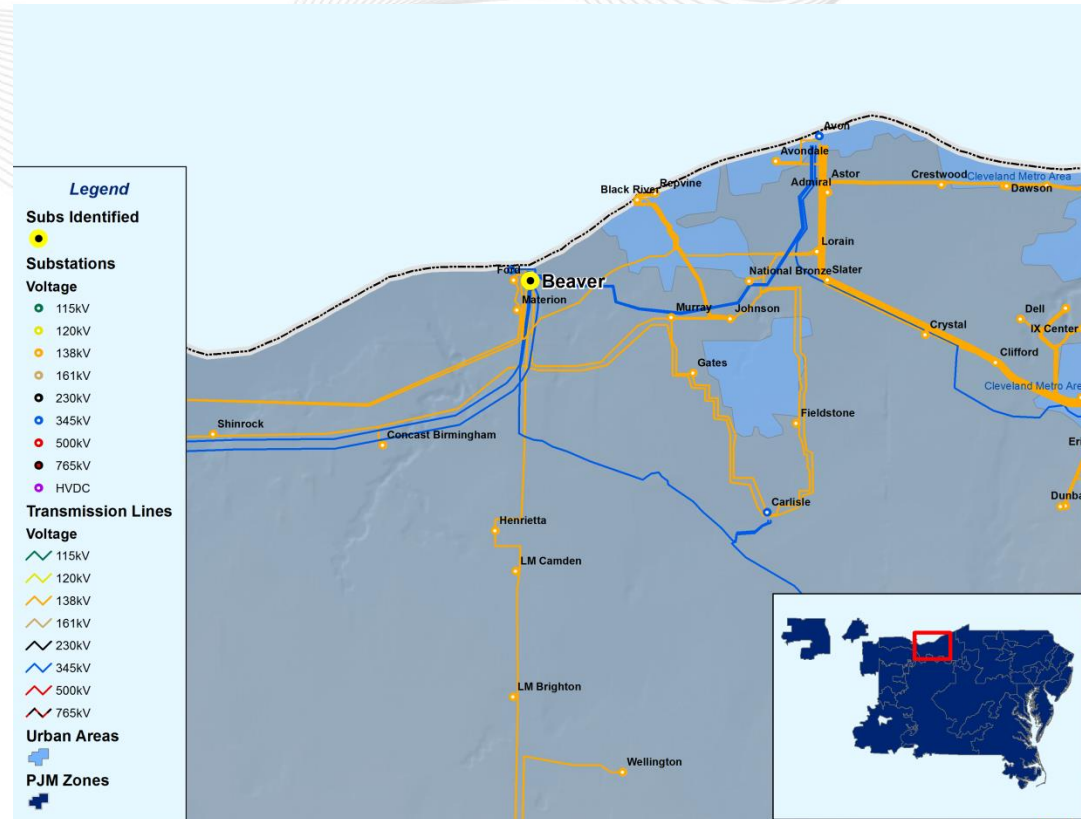 Legend
Subs Identified
Substations
Voltage
115kV
120kV
138kV
161kV
230kV
345kV
500kV
765kV
HVDC
Transmission Lines
Voltage
115kV
120kV
138kV
161kV
230kV
345kV
500kV
765kV
Urban Areas
PJM Zones
Avon
Avondale
Astor
Admiral
Crestwood
Cleveland Metro Area
Dawson
Black River
Repvine
Lorain
Ford
Beaver
National Bronze
Slater
Materion
Murray
Johnson
Crystal
Dell
IX Center
Clifford
Gates
Cleveland Metro Are
Fieldstone
Shinrock
Concast Birmingham
Eri
Dunba
Carlisle
Henrietta
LM Camden
LM Brighton
Wellington